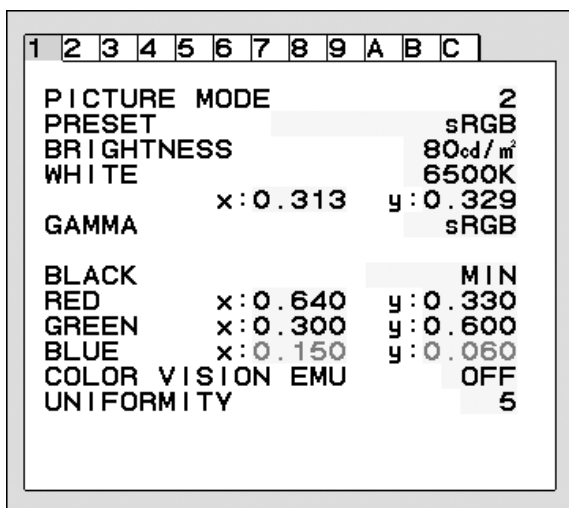 1 2 3 4 5 6 7 8 9 A B C
PICTURE MODE 2
PRESET sRGB
BRIGHTNESS 80cd/㎡
WHITE 6500K
x:0.313 y:0.329
GAMMA sRGB
BLACK MIN
RED x:0.640 y:0.330
GREEN x:0.300 y:0.600
BLUE x:0.150 y:0.060
COLOR VISION EMU OFF
UNIFORMITY 5